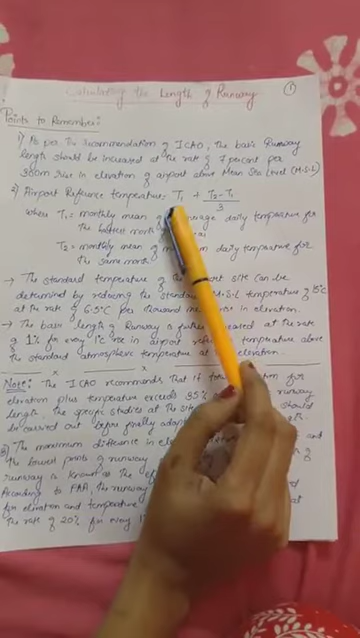 Calculating the Length of Runway
1
Points to Remember:
1) As per the recommendation of ICAO, the basic Runway
length should be increased at the rate of 7 percent per
300m rise in elevation of airport above Mean Sea Level (M.S.L)
2) Airport Reference temperature = T1 + T2-T1
3
where T1 = monthly mean of average daily temperature for
the hottest month
T2 = monthly mean of daily temperature for
the same month
→ The standard temperature of the site can be
determined by reducing the M.S.L temperature of 15°C
at the rate of 6.5°C per thousand rise in elevation.
→ The basic length of Runway is further at the rate
of 1% for every 1°C rise in airport temperature above
the standard atmospheric temperature at elevation.
x x
Note: The ICAO recommends that if for
elevation plus temperature exceeds 35% runway
length. The specific studies at the site should
be carried out
3) The maximum difference in and
the lowest points of runway of
runway is known as the
According to FAA, the runway
for elevation and temperature
the rate of 20% for every 1